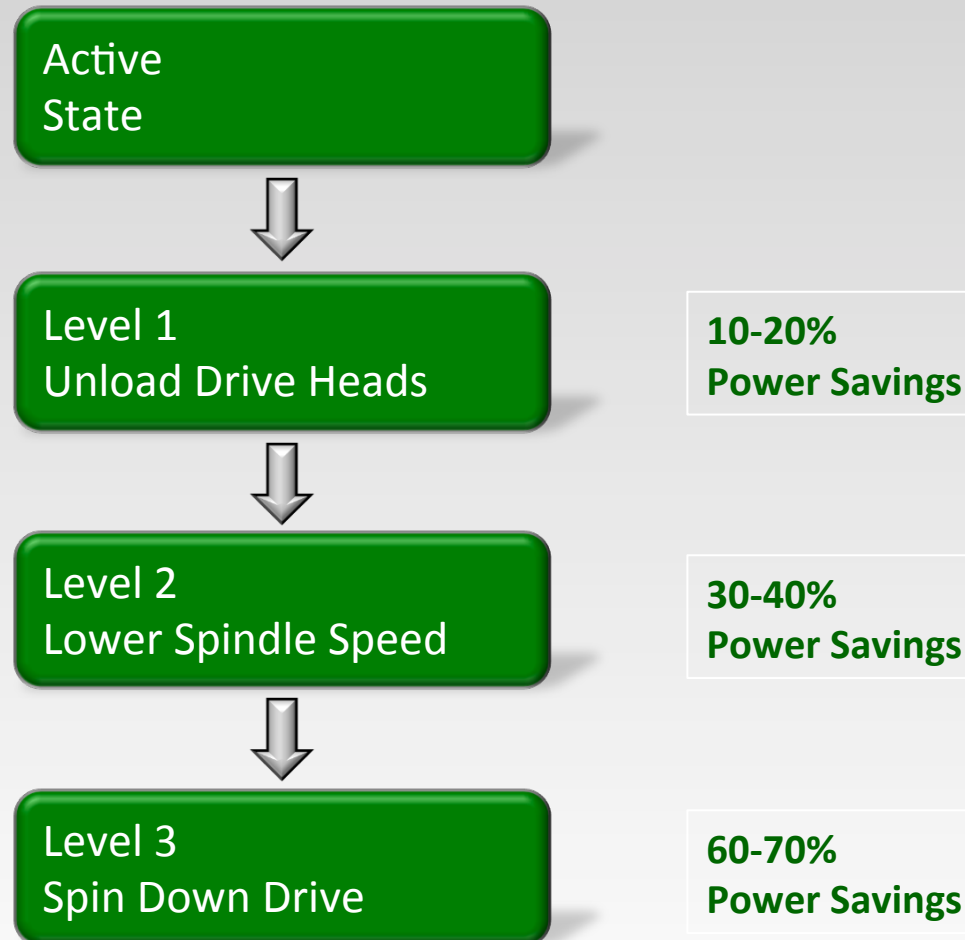 Active
State
Level 1
Unload Drive Heads
10-20%
Power Savings
Level 2
Lower Spindle Speed
30-40%
Power Savings
Level 3
Spin Down Drive
60-70%
Power Savings